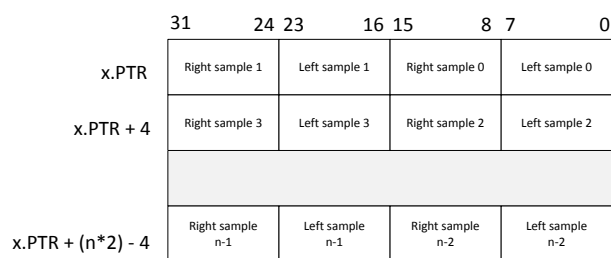 31 24 23 16 15 8 7 0
x.PTR Right sample 1 Left sample 1 Right sample 0 Left sample 0
x.PTR + 4 Right sample 3 Left sample 3 Right sample 2 Left sample 2
x.PTR + (n*2) - 4 Right sample n-1 Left sample n-1 Right sample n-2 Left sample n-2